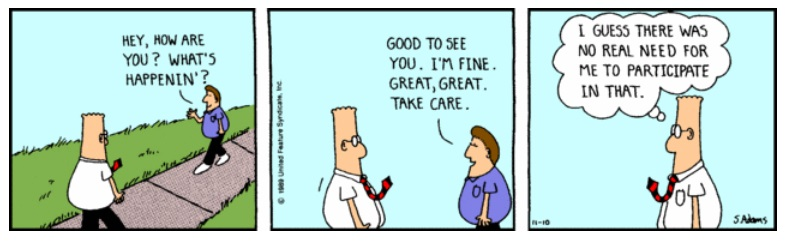 HEY, HOW ARE
YOU? WHAT'S
HAPPENIN'?
© 1989 United Feature Syndicate, Inc.
GOOD TO SEE
YOU. I'M FINE.
GREAT, GREAT.
TAKE CARE.
I GUESS THERE WAS
NO REAL NEED FOR
ME TO PARTICIPATE
IN THAT.
11-10
S. Adams